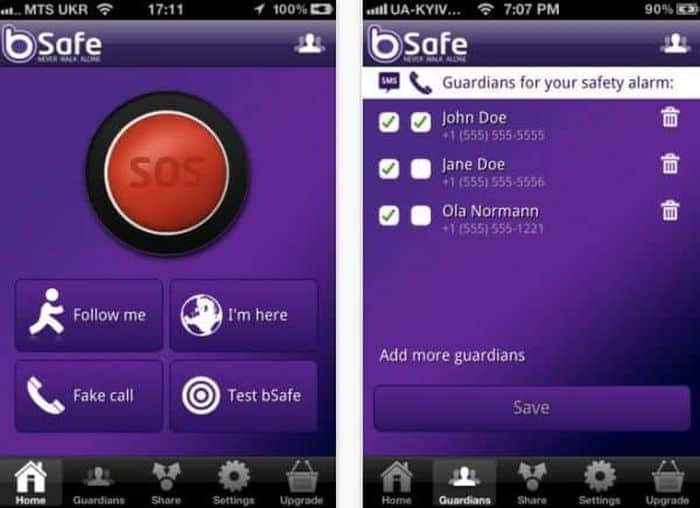 MTS UKR 17:11 100%
bSafe
NEVER WALK ALONE
SOS
Follow me
I'm here
Fake call
Test bSafe
Home Guardians Share Settings Upgrade
UA-KYIV... 7:07 PM 90%
bSafe
NEVER WALK ALONE
SMS Guardians for your safety alarm:
John Doe
+1 (555) 555-5555
Jane Doe
+1 (555) 555-5556
Ola Normann
+1 (555) 555-1221
Add more guardians
Save
Home Guardians Share Settings Upgrade